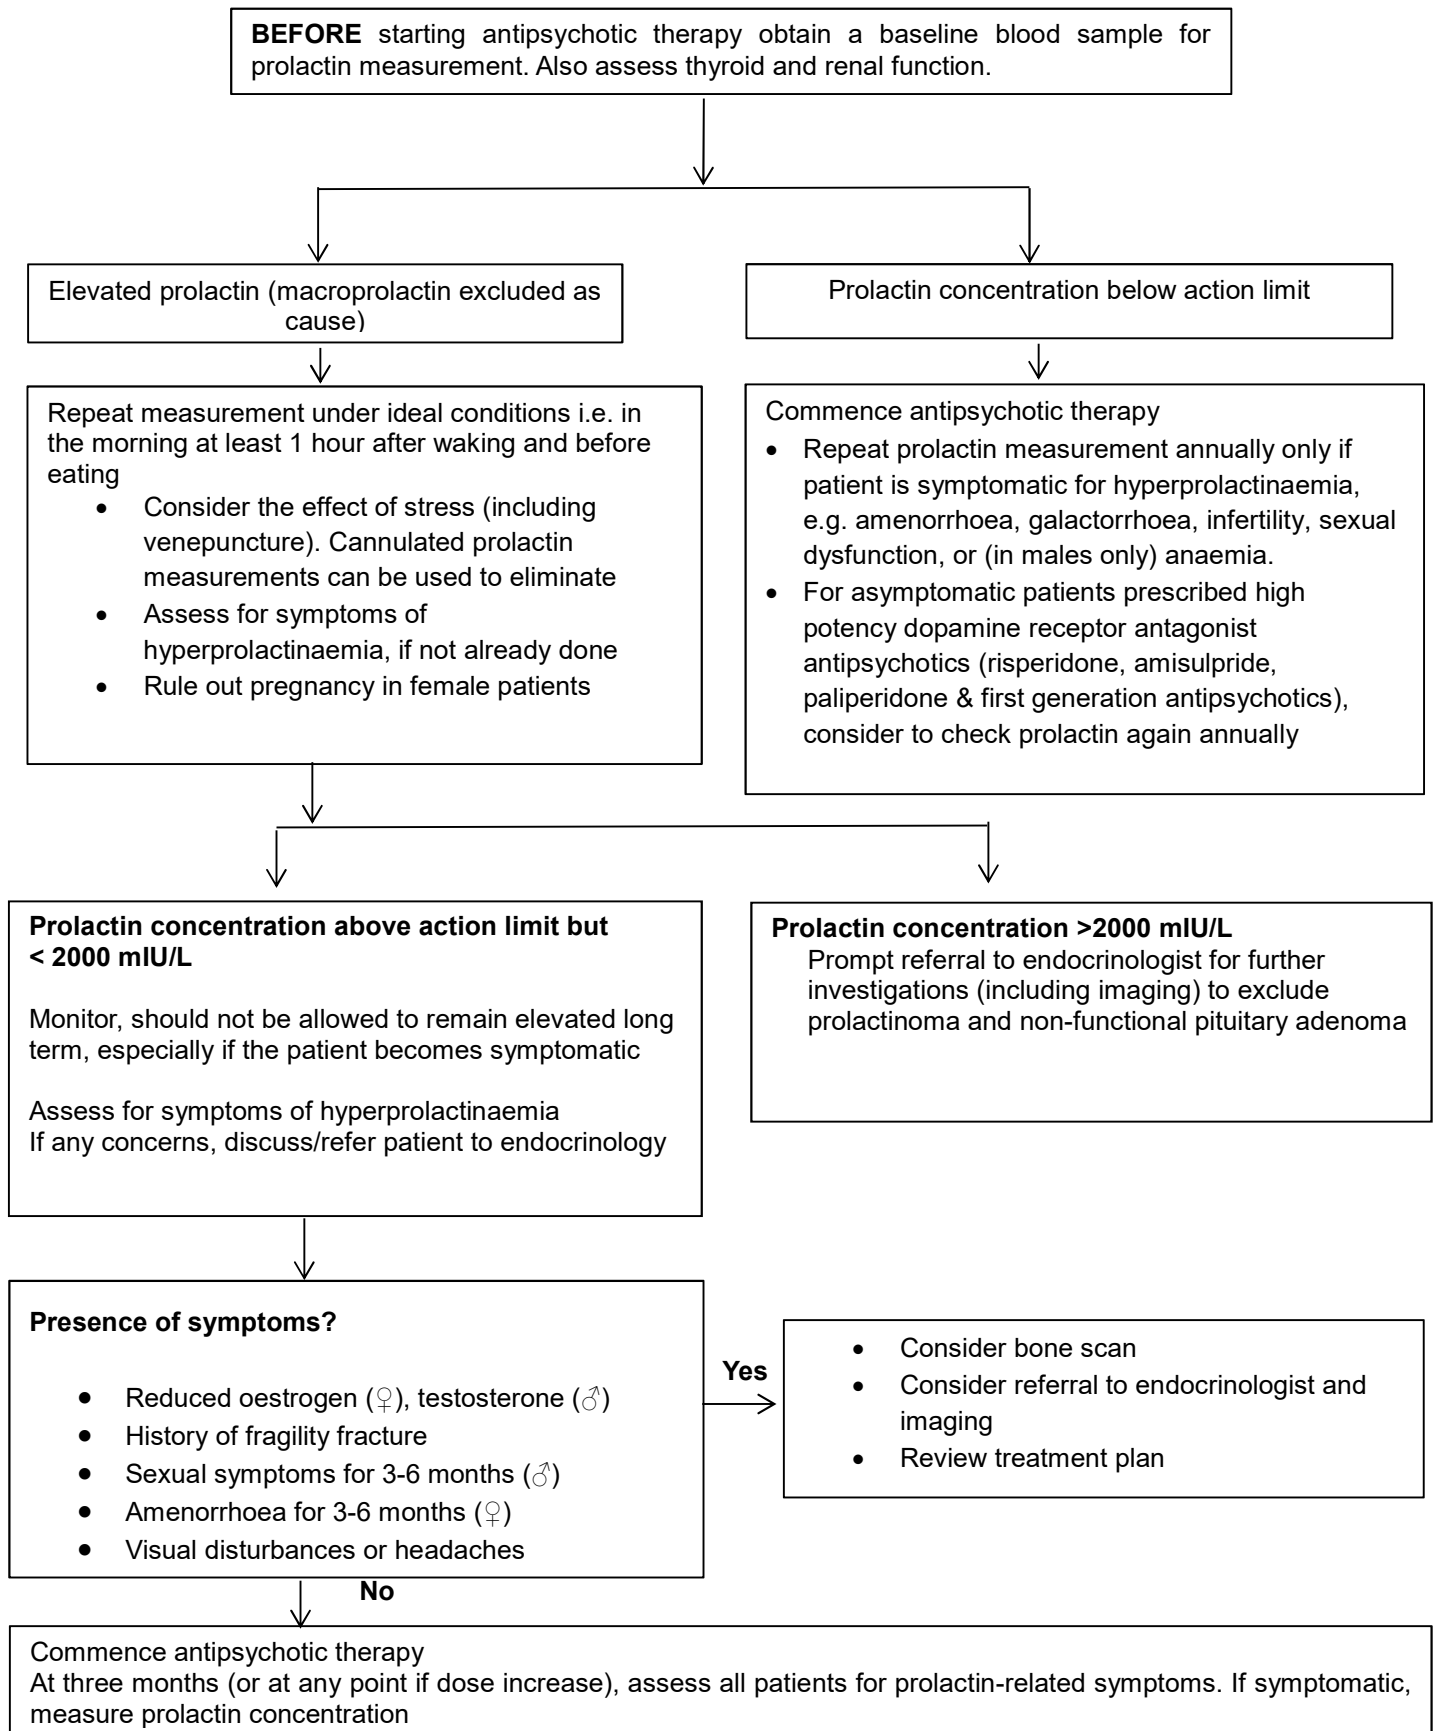 BEFORE starting antipsychotic therapy obtain a baseline blood sample for
prolactin measurement. Also assess thyroid and renal function.
Elevated prolactin (macroprolactin excluded as
cause)
Prolactin concentration below action limit
Repeat measurement under ideal conditions i.e. in
the morning at least 1 hour after waking and before
eating
• Consider the effect of stress (including
venepuncture). Cannulated prolactin
measurements can be used to eliminate
• Assess for symptoms of
hyperprolactinaemia, if not already done
• Rule out pregnancy in female patients
Commence antipsychotic therapy
• Repeat prolactin measurement annually only if
patient is symptomatic for hyperprolactinaemia,
e.g. amenorrhoea, galactorrhoea, infertility, sexual
dysfunction, or (in males only) anaemia.
• For asymptomatic patients prescribed high
potency dopamine receptor antagonist
antipsychotics (risperidone, amisulpride,
paliperidone & first generation antipsychotics),
consider to check prolactin again annually
Prolactin concentration above action limit but
< 2000 mIU/L
Monitor, should not be allowed to remain elevated long
term, especially if the patient becomes symptomatic
Assess for symptoms of hyperprolactinaemia
If any concerns, discuss/refer patient to endocrinology
Prolactin concentration >2000 mIU/L
Prompt referral to endocrinologist for further
investigations (including imaging) to exclude
prolactinoma and non-functional pituitary adenoma
Presence of symptoms?
• Reduced oestrogen (♀), testosterone (♂)
• History of fragility fracture
• Sexual symptoms for 3-6 months (♂)
• Amenorrhoea for 3-6 months (♀)
• Visual disturbances or headaches
Yes
• Consider bone scan
• Consider referral to endocrinologist and
imaging
• Review treatment plan
No
Commence antipsychotic therapy
At three months (or at any point if dose increase), assess all patients for prolactin-related symptoms. If symptomatic,
measure prolactin concentration